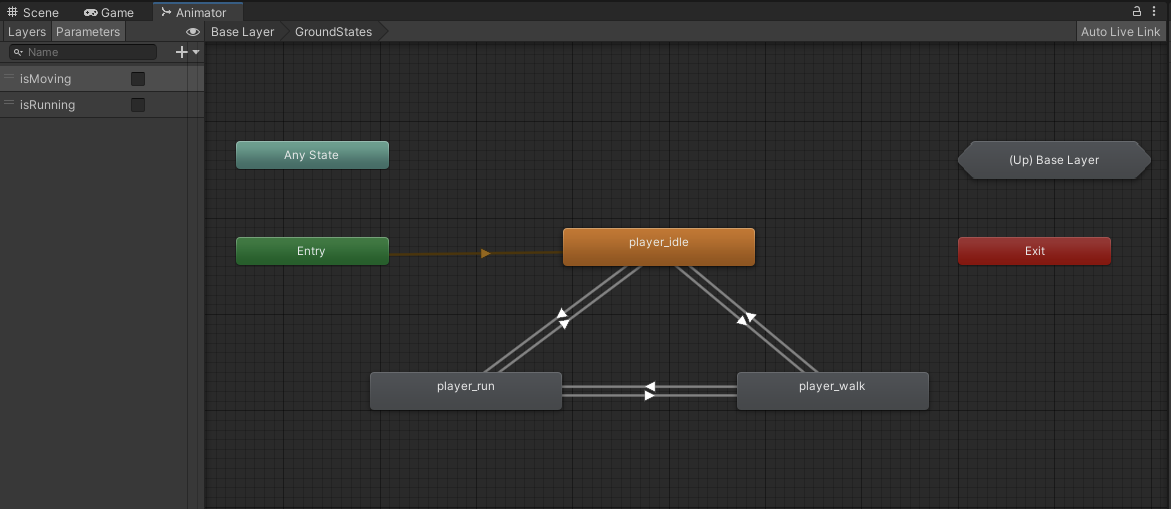 Scene Game Animator
Layers Parameters Base Layer GroundStates Auto Live Link
Name
isMoving
isRunning
Any State
(Up) Base Layer
Entry
player_idle
Exit
player_run
player_walk